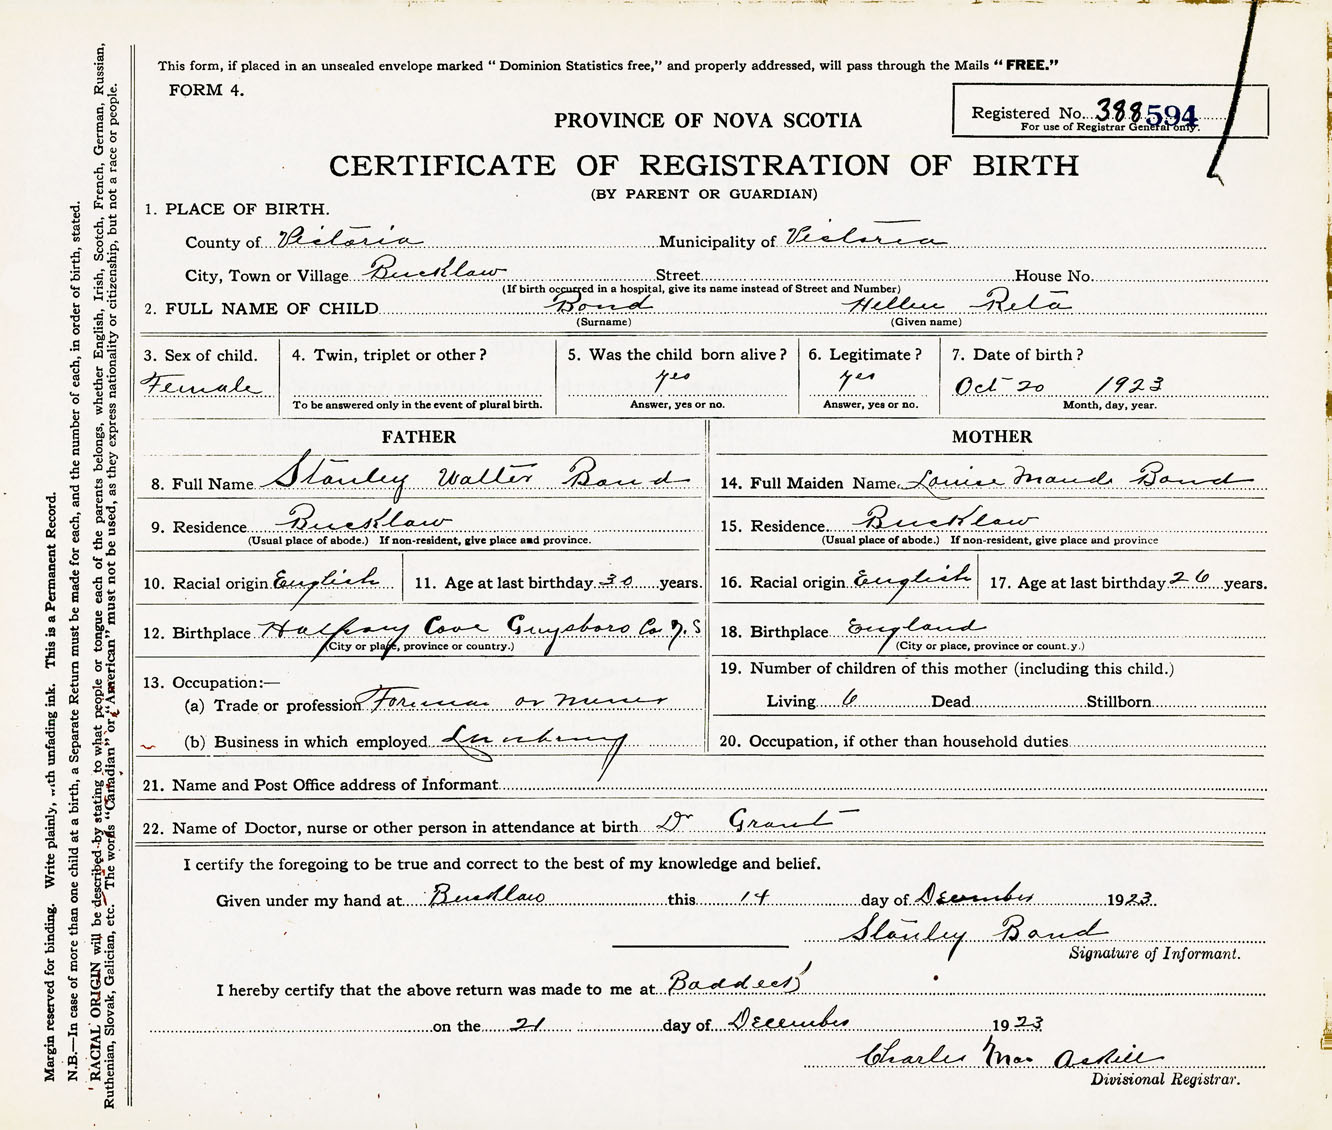 This form, if placed in an unsealed envelope marked " Dominion Statistics free," and properly addressed, will pass through the Mails " FREE."
FORM 4.
Registered No. 388594
For use of Registrar General only.
PROVINCE OF NOVA SCOTIA
CERTIFICATE OF REGISTRATION OF BIRTH
(BY PARENT OR GUARDIAN)
1. PLACE OF BIRTH.
County of Victoria Municipality of Victoria
City, Town or Village Bucklaw Street House No.
(If birth occurred in a hospital, give its name instead of Street and Number)
2. FULL NAME OF CHILD Bond Hellen Reta
(Surname) (Given name)
3. Sex of child. 4. Twin, triplet or other ? 5. Was the child born alive ? 6. Legitimate ? 7. Date of birth ?
Female yes yes Oct 20 1923
To be answered only in the event of plural birth. Answer, yes or no. Answer, yes or no. Month, day, year.
FATHER MOTHER
8. Full Name Stanley Walter Bond 14. Full Maiden Name Louise Maude Bond
9. Residence Bucklaw 15. Residence. Bucklaw
(Usual place of abode.) If non-resident, give place and province. (Usual place of abode.) If non-resident, give place and province
10. Racial origin English 11. Age at last birthday 30 years. 16. Racial origin English 17. Age at last birthday 26 years.
12. Birthplace Halfway Cove Guysboro Co N. S 18. Birthplace England
(City or place, province or country.) (City or place, province or count.y.)
19. Number of children of this mother (including this child.)
13. Occupation:—
(a) Trade or profession Foreman or Living 6 Dead Stillborn
(b) Business in which employed 20. Occupation, if other than household duties
21. Name and Post Office address of Informant
22. Name of Doctor, nurse or other person in attendance at birth Dr Grant
I certify the foregoing to be true and correct to the best of my knowledge and belief.
Given under my hand at Bucklaw this 14 day of December 1923.
Stanley Bond
Signature of Informant.
I hereby certify that the above return was made to me at Baddeck
on the 21 day of December 1923
Charles Mac Askill
Divisional Registrar.
Margin reserved for binding. Write plainly, with unfading ink. This is a Permanent Record.
N.B.—In case of more than one child at a birth, a Separate Return must be made for each, and the number of each, in order of birth, stated.
RACIAL ORIGIN will be described by stating to what people or tongue each of the parents belongs, whether English, Irish, Scotch, French, German, Russian,
Ruthenian, Slovak, Galician, etc. The words "Canadian" or "American" must not be used, as they express nationality or citizenship, but not a race or people.